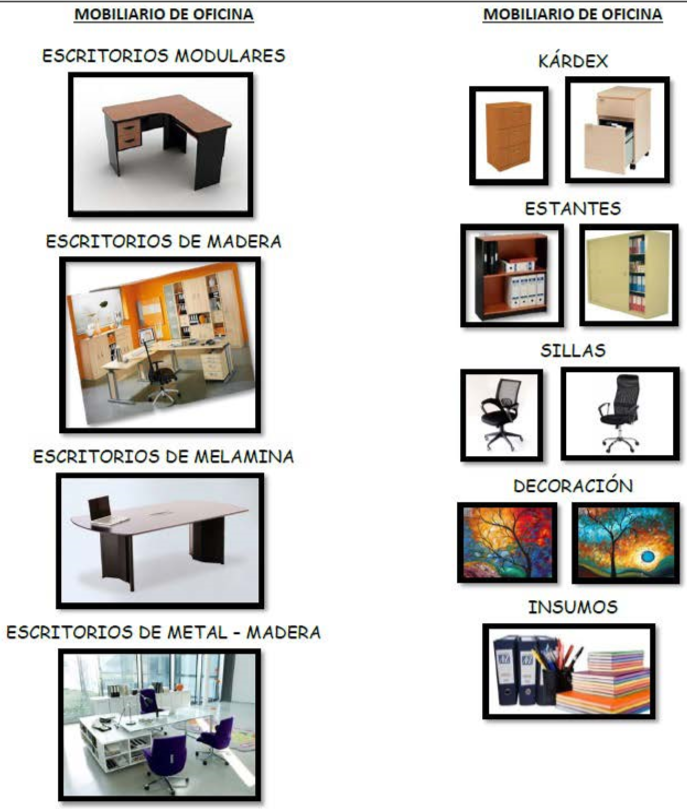 MOBILIARIO DE OFICINA
ESCRITORIOS MODULARES
ESCRITORIOS DE MADERA
ESCRITORIOS DE MELAMINA
ESCRITORIOS DE METAL - MADERA
MOBILIARIO DE OFICINA
KÁRDEX
ESTANTES
SILLAS
DECORACIÓN
INSUMOS